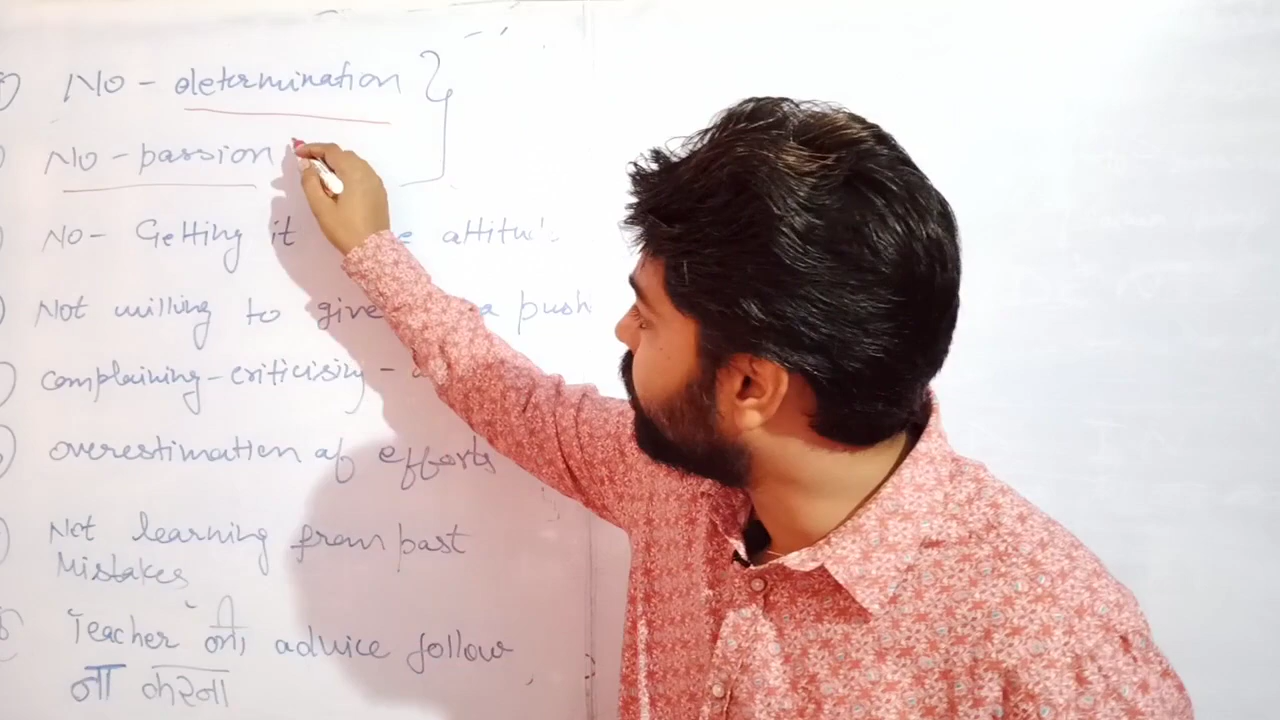 No - determination
No - passion
No - Getting it
Not willing to give a push
complaining - criticising -
overestimation of efforts
Not learning from past
Mistakes
Teacher की advice follow
ना करना